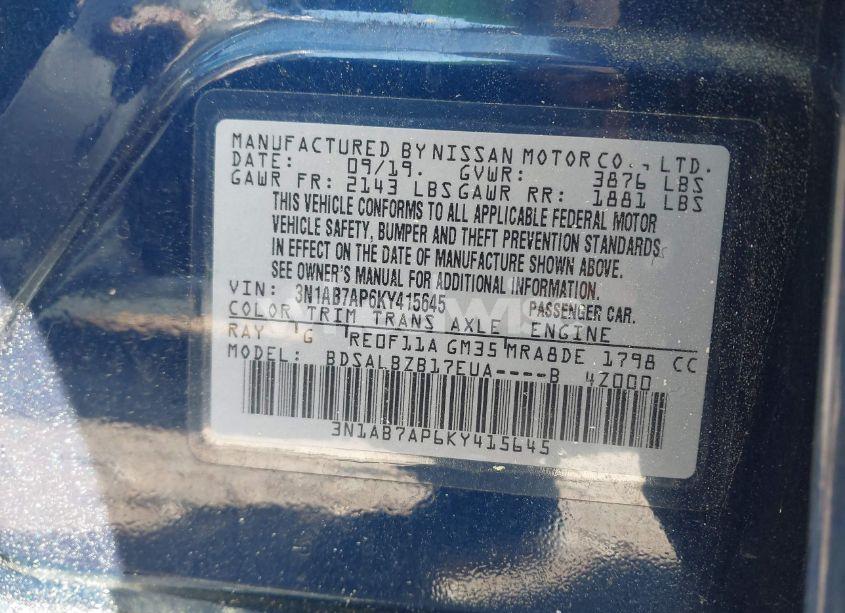 MANUFACTURED BY NISSAN MOTOR CO., LTD.
DATE: 09/19. GVWR: 3876 LBS
GAWR FR: 2143 LBS GAWR RR: 1881 LBS
THIS VEHICLE CONFORMS TO ALL APPLICABLE FEDERAL MOTOR
VEHICLE SAFETY, BUMPER AND THEFT PREVENTION STANDARDS
IN EFFECT ON THE DATE OF MANUFACTURE SHOWN ABOVE.
SEE OWNER'S MANUAL FOR ADDITIONAL INFORMATION.
VIN: 3N1AB7AP6KY415645 PASSENGER CAR.
COLOR TRIM TRANS AXLE ENGINE
RAY G RE0F11A GM35 MRA8DE 1798 CC
MODEL: BDSALBZB17EUA----B 4Z000
3N1AB7AP6KY415645